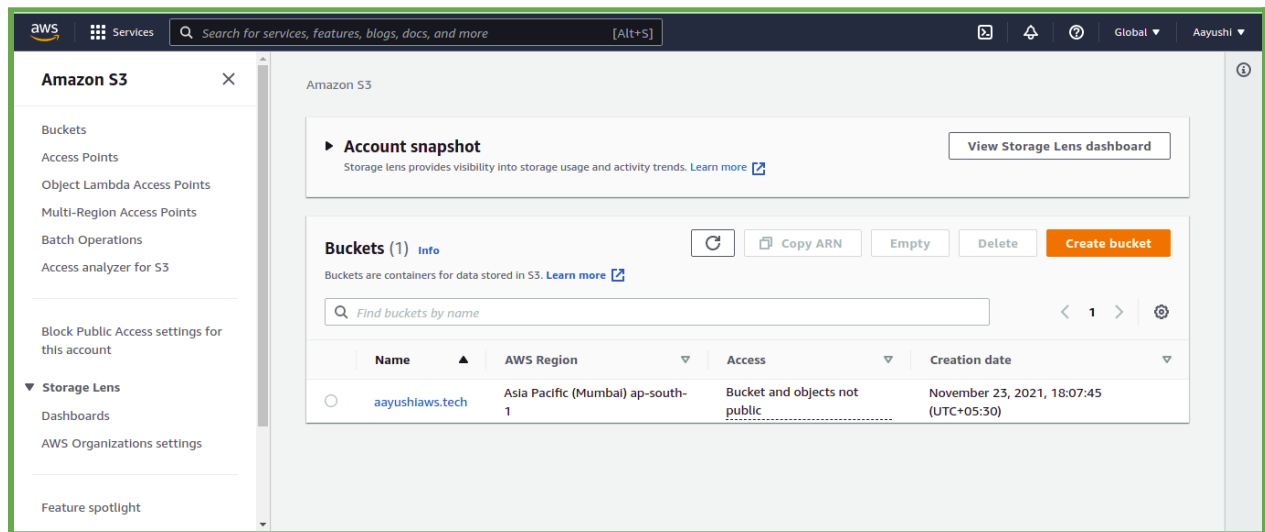 aws
Services
Search for services, features, blogs, docs, and more
[Alt+S]
Global
Aayushi
Amazon S3
Buckets
Access Points
Object Lambda Access Points
Multi-Region Access Points
Batch Operations
Access analyzer for S3
Block Public Access settings for
this account
Storage Lens
Dashboards
AWS Organizations settings
Feature spotlight
Amazon S3
Account snapshot
Storage lens provides visibility into storage usage and activity trends. Learn more
View Storage Lens dashboard
Buckets (1) Info
Buckets are containers for data stored in S3. Learn more
Copy ARN
Empty
Delete
Create bucket
Find buckets by name
1
Name
AWS Region
Access
Creation date
aayushiaws.tech
Asia Pacific (Mumbai) ap-south-
1
Bucket and objects not
public
November 23, 2021, 18:07:45
(UTC+05:30)